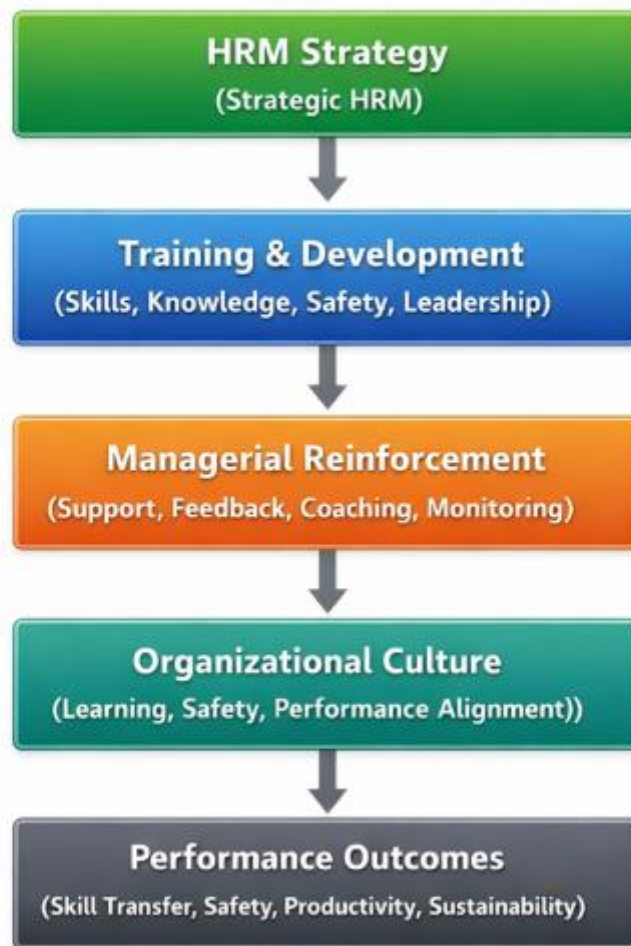 HRM Strategy
(Strategic HRM)
Training & Development
(Skills, Knowledge, Safety, Leadership)
Managerial Reinforcement
(Support, Feedback, Coaching, Monitoring)
Organizational Culture
(Learning, Safety, Performance Alignment))
Performance Outcomes
(Skill Transfer, Safety, Productivity, Sustainability)